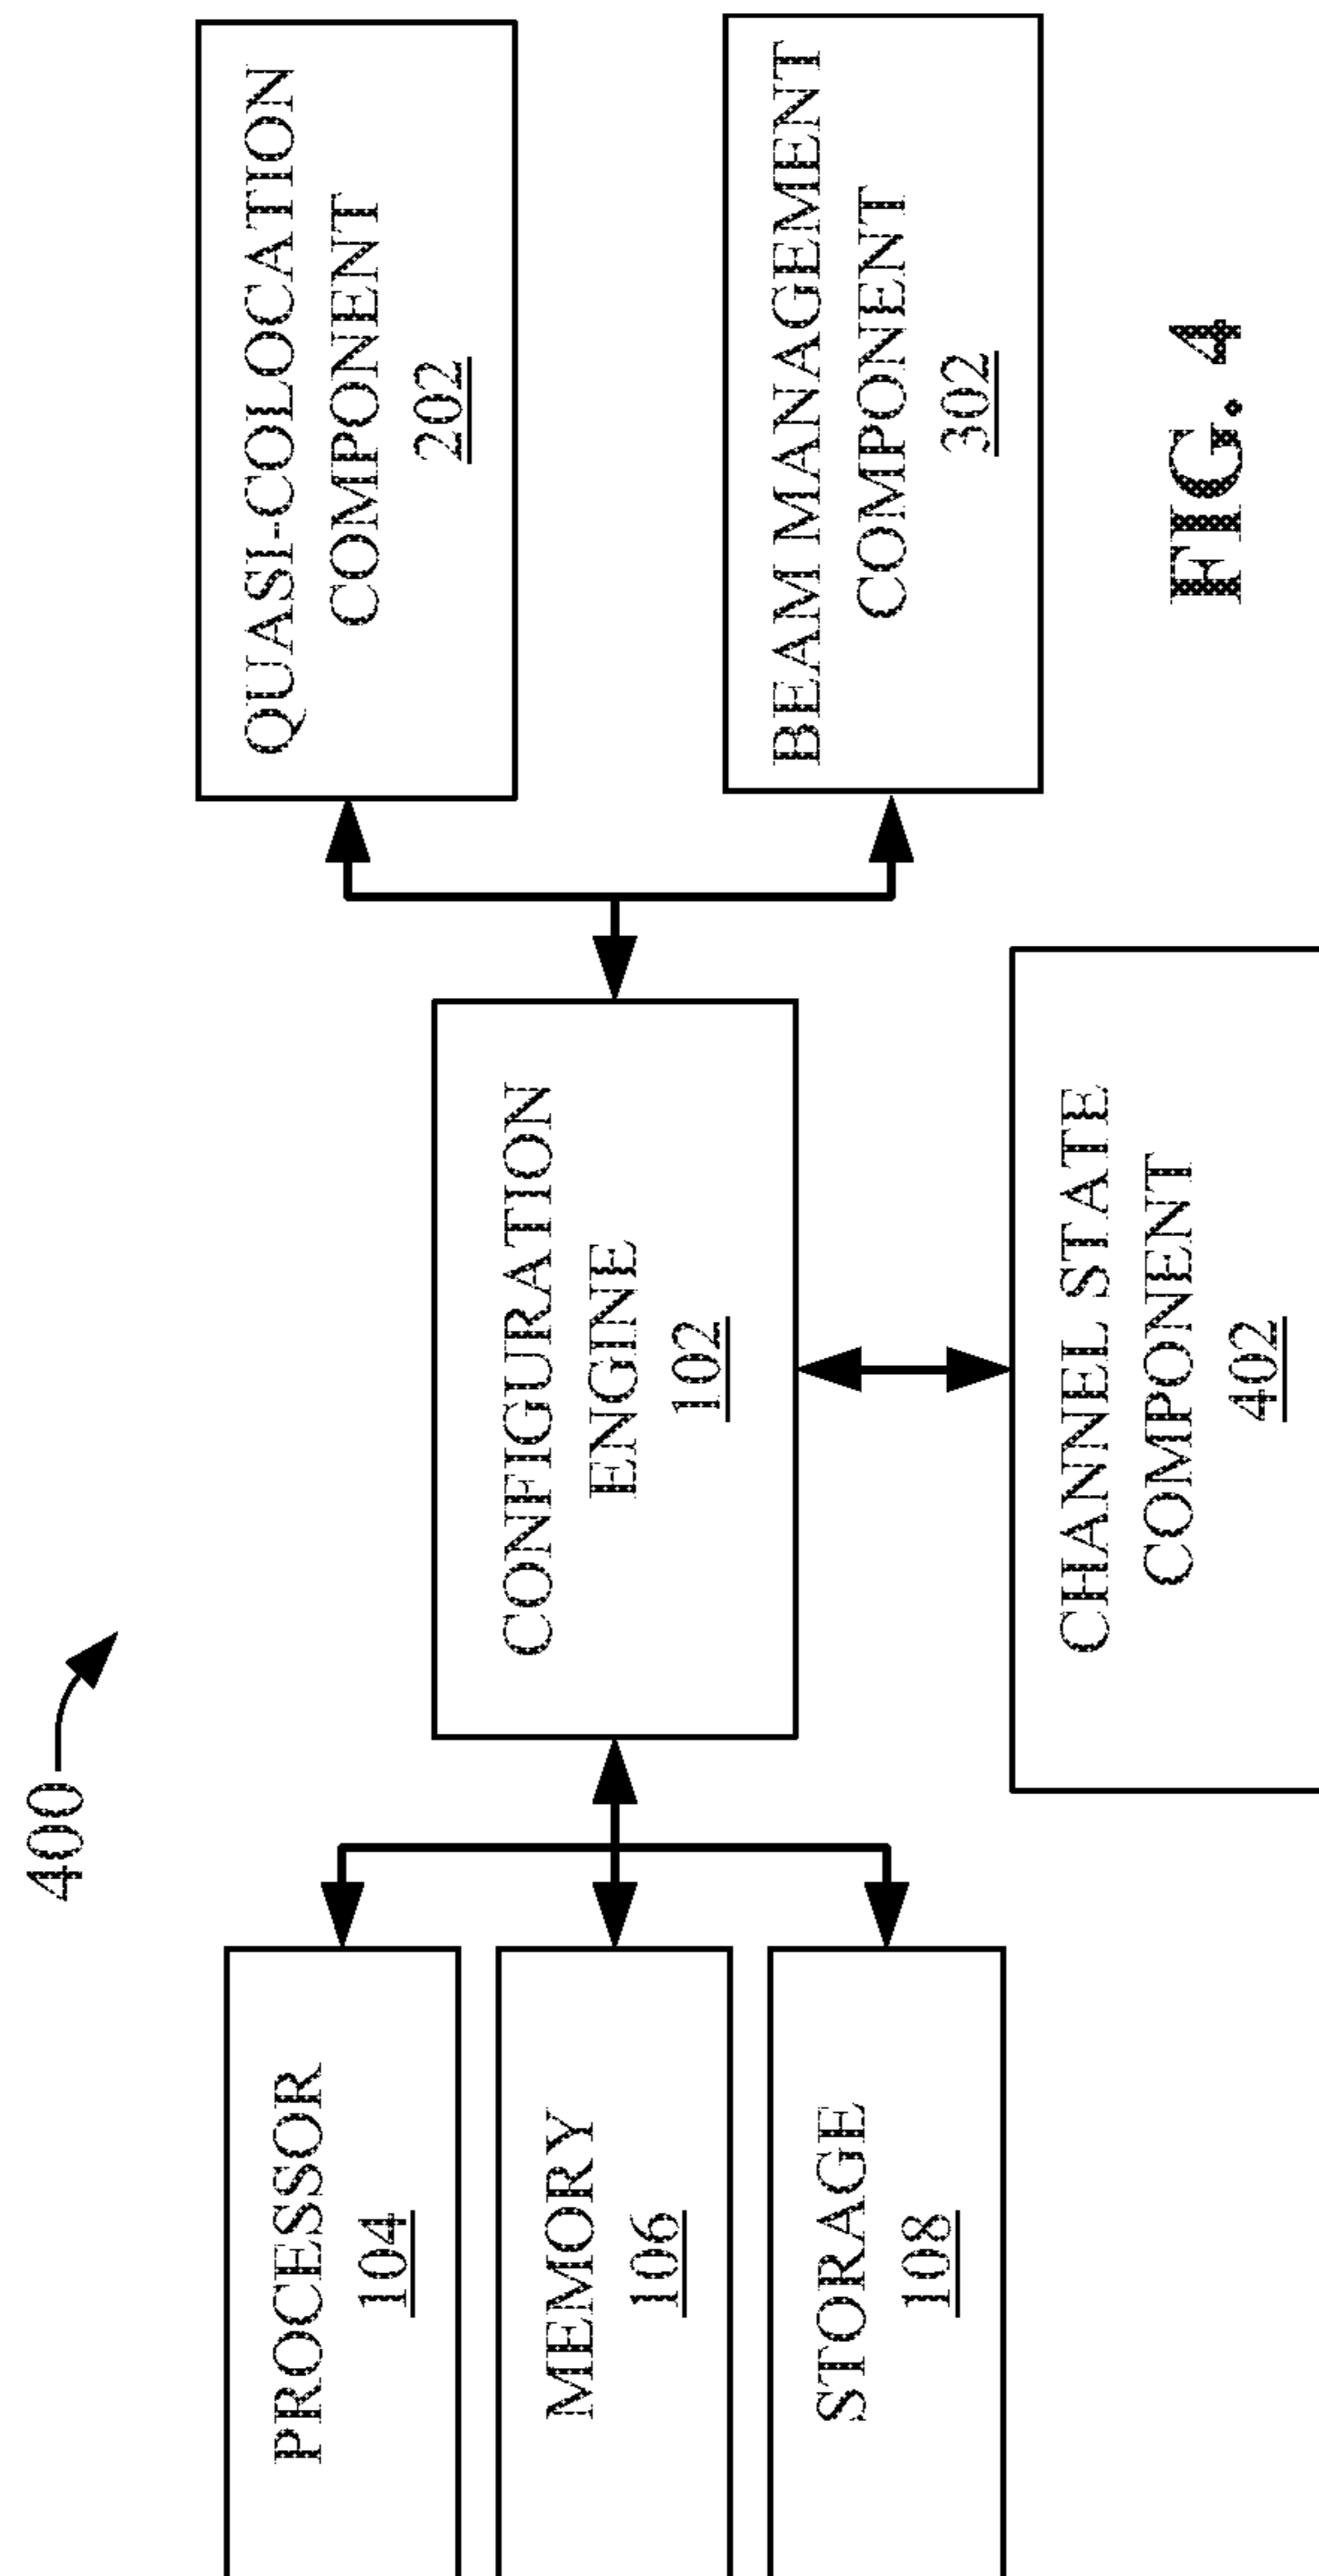 400
PROCESSOR
104
MEMORY
106
STORAGE
108
CONFIGURATION
ENGINE
102
CHANNEL STATE
COMPONENT
402
QUASI-COLOCATION
COMPONENT
202
BEAM MANAGEMENT
COMPONENT
302
FIG. 4